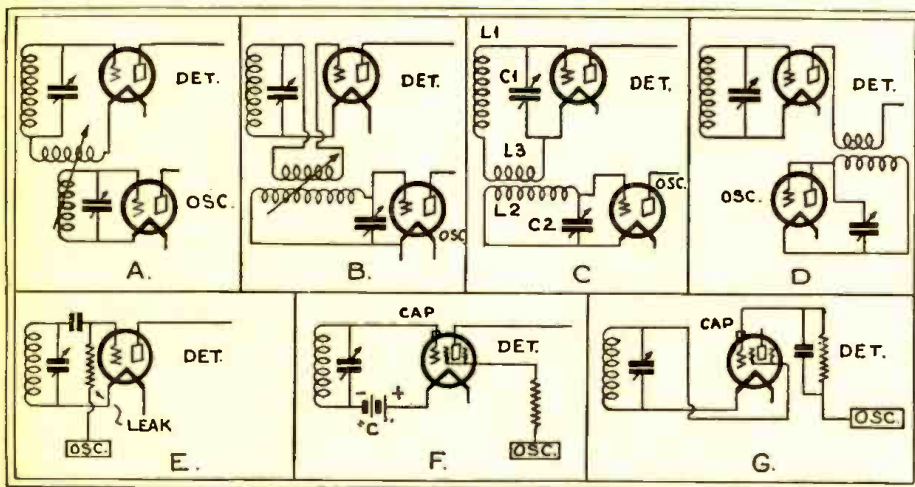 DET.
OSC.
A.
DET.
OSC
B.
L1
C1
DET.
L3
L2
C2
OSC.
C
DET.
OSC.
D
DET.
LEAK
OSC.
E.
CAP
DET.
- +
"C"
OSC.
F.
CAP
DET.
OSC.
G.